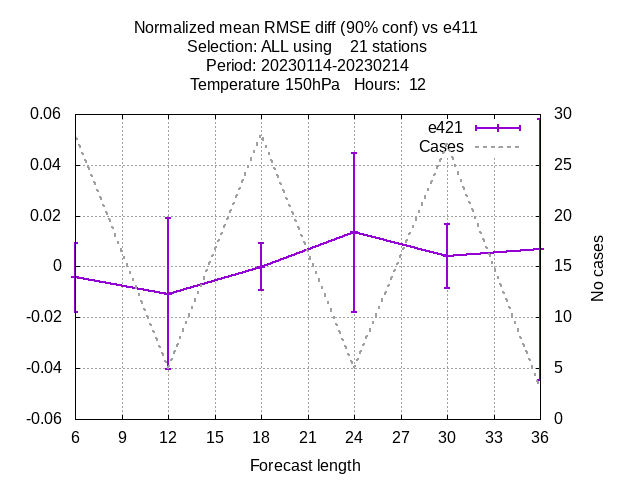 Normalized mean RMSE diff (90% conf) vs e411
Selection: ALL using    21 stations
Period: 20230114-20230214
Temperature 150hPa   Hours:  12
e421
Cases
0.06
0.04
0.02
0
-0.02
-0.04
-0.06
30
25
20
15
10
5
0
No cases
6 9 12 15 18 21 24 27 30 33 36
Forecast length